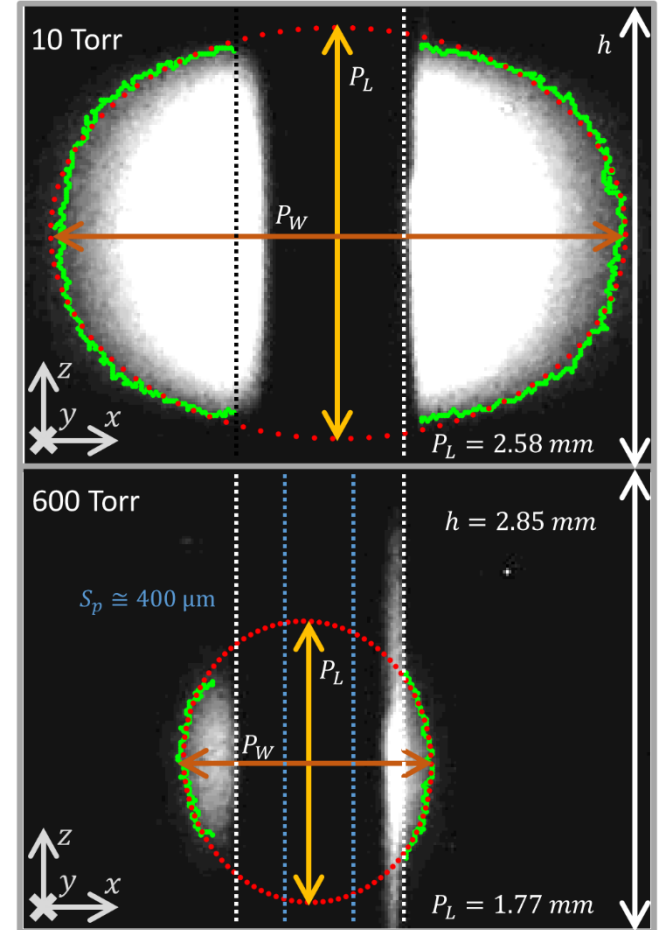 10 Torr
h
P_L
P_W
z
y x
P_L = 2.58 mm
600 Torr
h = 2.85 mm
S_p ≅ 400 μm
P_L
P_W
z
y x
P_L = 1.77 mm